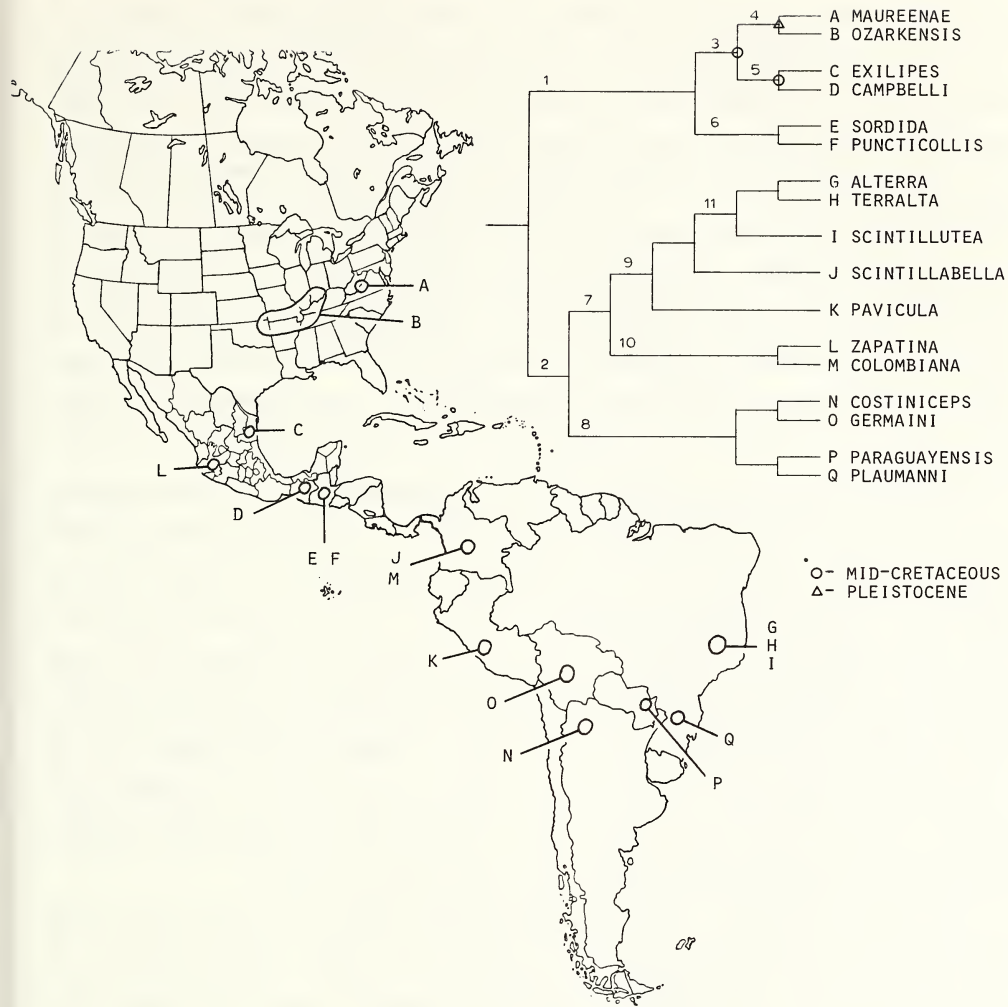 4
A MAUREENAE
B OZARKENSIS
3
5
C EXILIPES
D CAMPBELLI
1
6
E SORDIDA
F PUNCTICOLLIS
G ALTERRA
H TERRALTA
11
I SCINTILLUTEA
9
J SCINTILLABELLA
7
K PAVICULA
10
L ZAPATINA
M COLOMBIANA
2
8
N COSTINICEPS
O GERMAINI
P PARAGUAYENSIS
Q PLAUMANNI
A
B
C
L
D
E F
J
M
O- MID-CRETACEOUS
Δ- PLEISTOCENE
G
H
I
K
O
N
Q
P